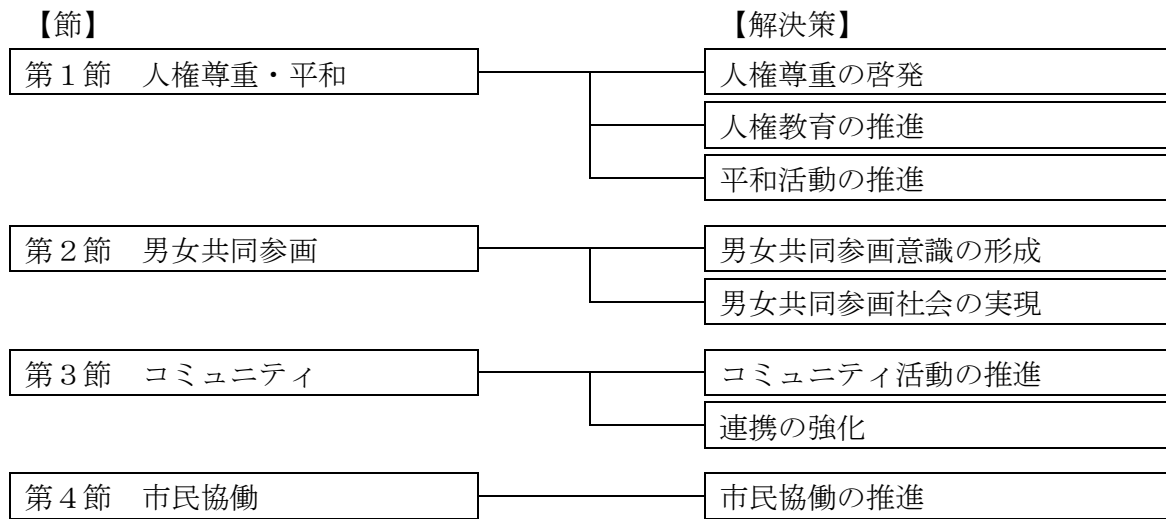 【節】 【解決策】
第１節 人権尊重・平和 人権尊重の啓発
人権教育の推進
平和活動の推進
第２節 男女共同参画 男女共同参画意識の形成
男女共同参画社会の実現
第３節 コミュニティ コミュニティ活動の推進
連携の強化
第４節 市民協働 市民協働の推進